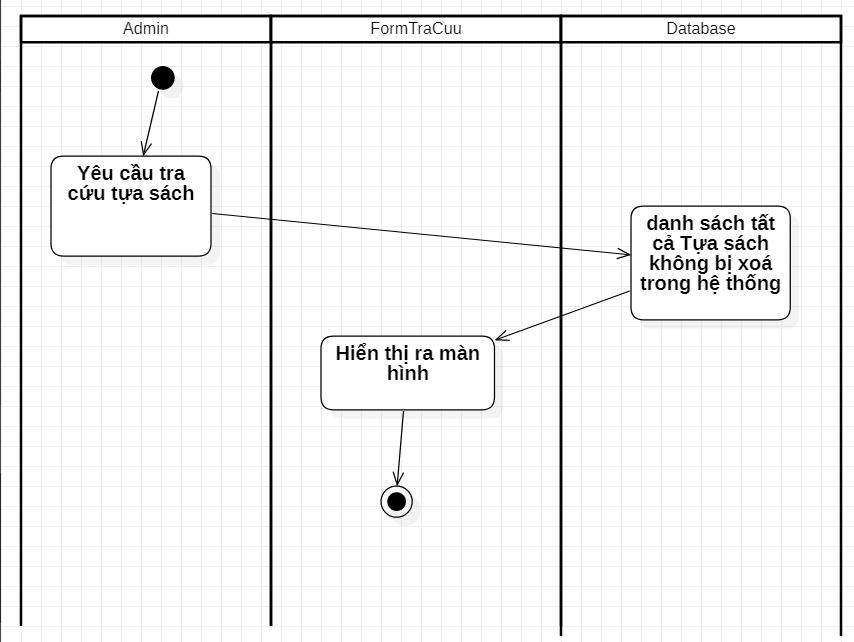 Admin
FormTraCuu
Database
Yêu cầu tra
cứu tựa sách
danh sách tất
cả Tựa sách
không bị xoá
trong hệ thống
Hiển thị ra màn
hình